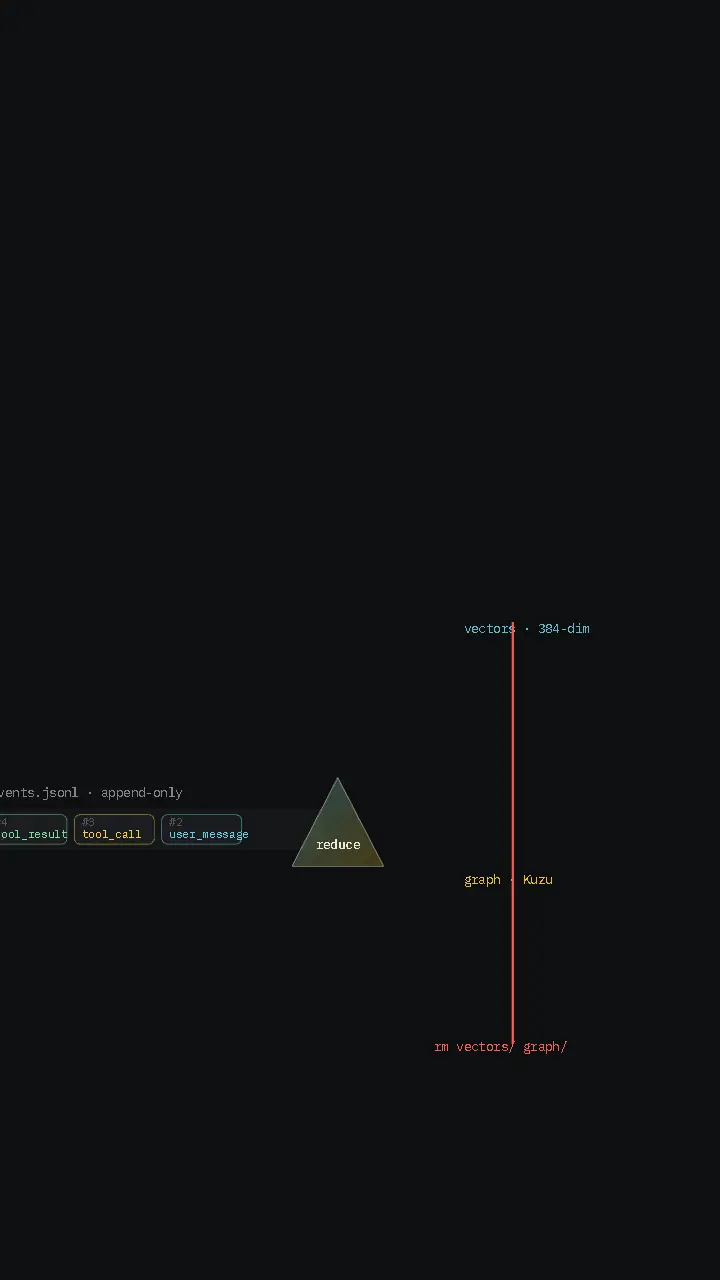 vectors · 384-dim
vents.jsonl · append-only
#4 #3 #2
ool_result tool_call user_message
reduce
graph · Kuzu
rm vectors/ graph/